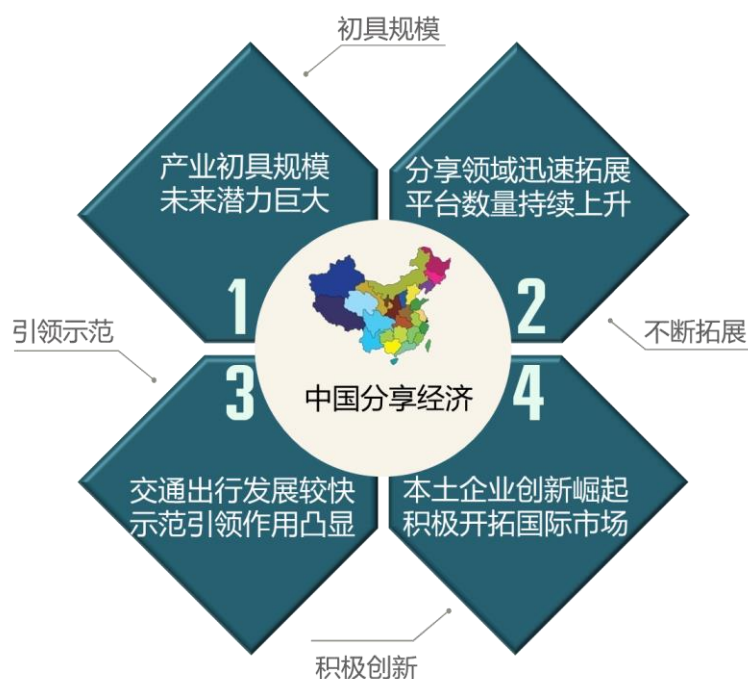 初具规模
产业初具规模
未来潜力巨大
1
分享领域迅速拓展
平台数量持续上升
2
引领示范
不断拓展
中国分享经济
3
交通出行发展较快
示范引领作用凸显
4
本土企业创新崛起
积极开拓国际市场
积极创新